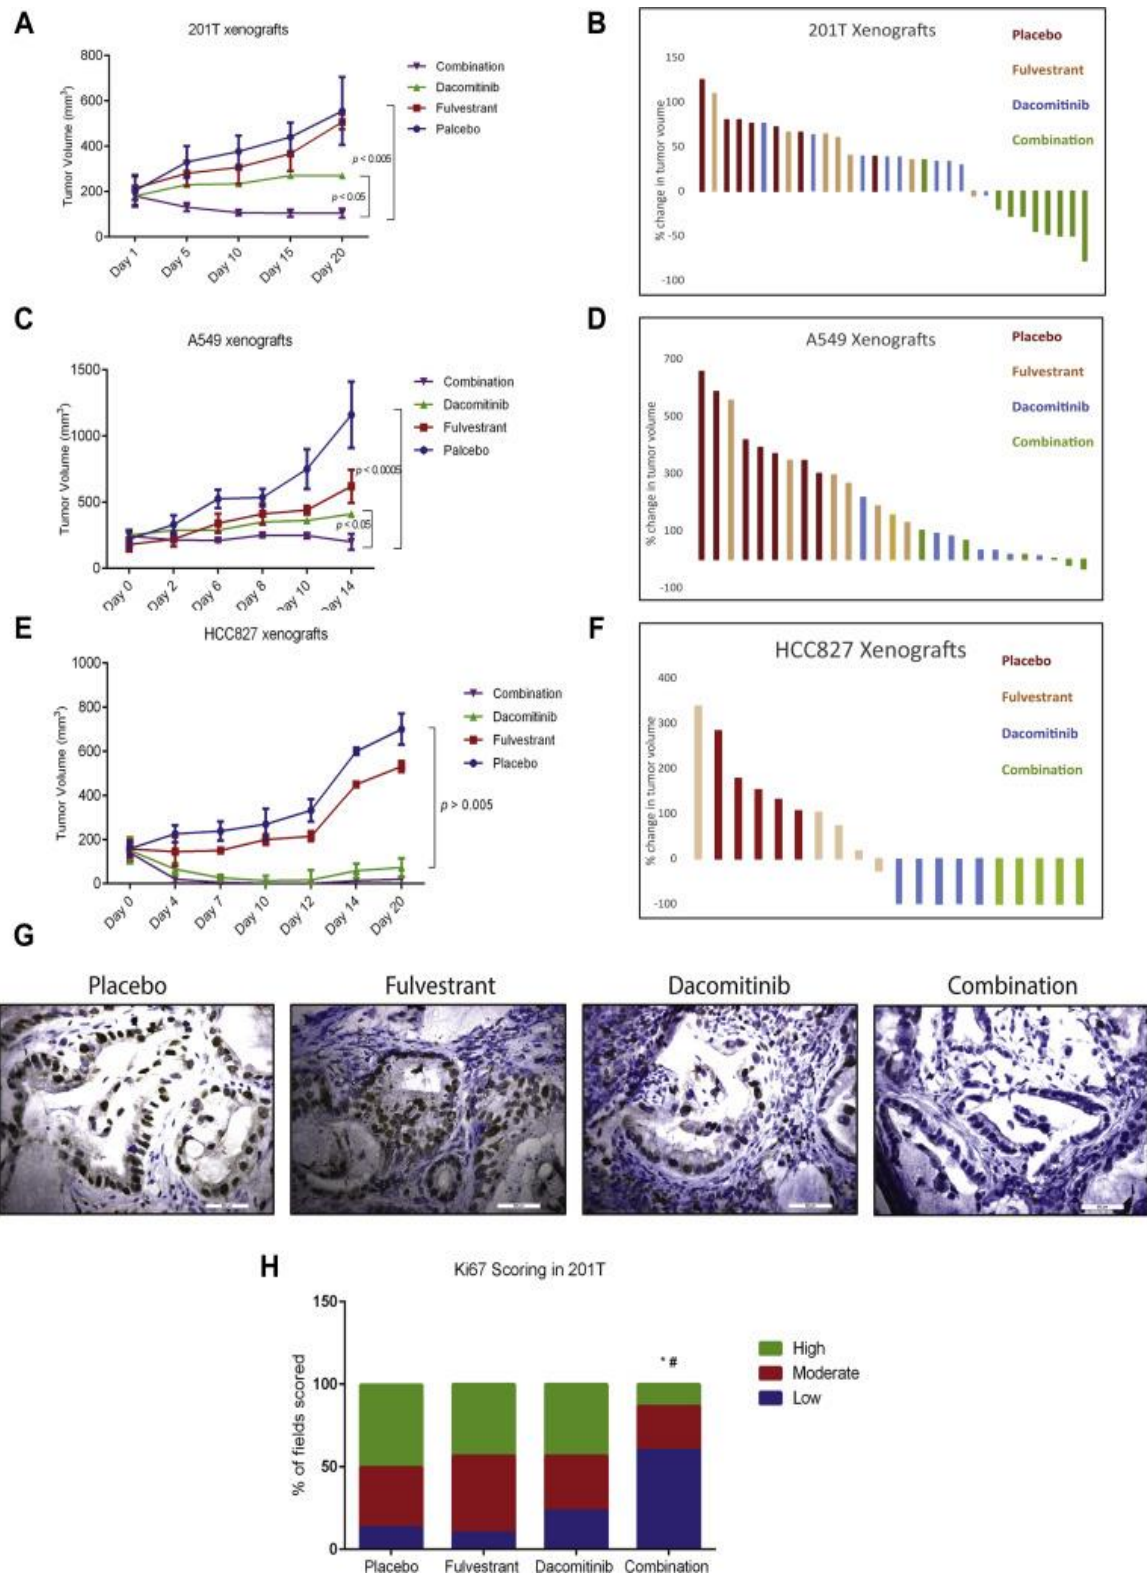 A
201T xenografts
800
600
400
200
0
Tumor Volume (mm³)
Day 1
Day 5
Day 10
Day 15
Day 20
Combination
Dacomitinib
Fulvestrant
Palcebo
p < 0.005
p < 0.05
B
201T Xenografts
150
100
50
0
-50
-100
% change in tumor voume
Placebo
Fulvestrant
Dacomitinib
Combination
C
A549 xenografts
1500
1000
500
0
Tumor Volume (mm³)
Day 0
Day 2
Day 6
Day 8
Day 10
Day 14
Combination
Dacomitinib
Fulvestrant
Palcebo
p < 0.0005
p < 0.05
D
A549 Xenografts
700
500
300
100
-100
% change in tumor volume
Placebo
Fulvestrant
Dacomitinib
Combination
E
HCC827 xenografts
1000
800
600
400
200
0
Tumor Volume (mm³)
Day 0
Day 4
Day 7
Day 10
Day 12
Day 14
Day 20
Combination
Dacomitinib
Fulvestrant
Placebo
p > 0.005
F
HCC827 Xenografts
400
300
200
100
0
-100
% change in tumor volume
Placebo
Fulvestrant
Dacomitinib
Combination
G
Placebo
Fulvestrant
Dacomitinib
Combination
H
Ki67 Scoring in 201T
150
100
50
0
% of fields scored
* #
High
Moderate
Low
Placebo
Fulvestrant
Dacomitinib
Combination